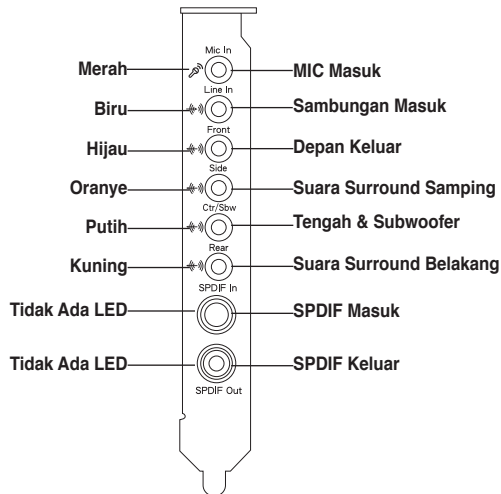 Mic In
Merah MIC Masuk
Line In
Biru Sambungan Masuk
Front
Hijau Depan Keluar
Side
Oranye Suara Surround Samping
Ctr/Sbw
Putih Tengah & Subwoofer
Rear
Kuning Suara Surround Belakang
SPDIF In
Tidak Ada LED SPDIF Masuk
Tidak Ada LED SPDIF Keluar
SPDIF Out